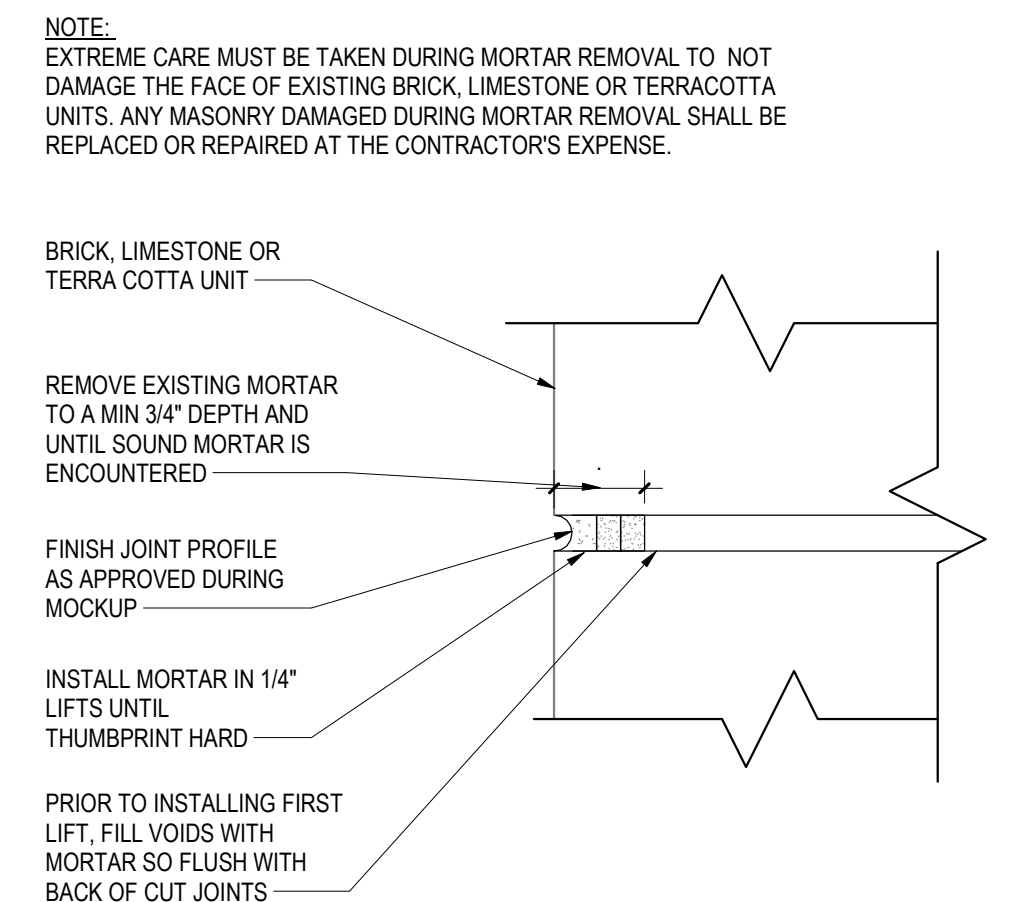 NOTE:
EXTREME CARE MUST BE TAKEN DURING MORTAR REMOVAL TO NOT
DAMAGE THE FACE OF EXISTING BRICK, LIMESTONE OR TERRACOTTA
UNITS. ANY MASONRY DAMAGED DURING MORTAR REMOVAL SHALL BE
REPLACED OR REPAIRED AT THE CONTRACTOR'S EXPENSE.
BRICK, LIMESTONE OR
TERRA COTTA UNIT
REMOVE EXISTING MORTAR
TO A MIN 3/4" DEPTH AND
UNTIL SOUND MORTAR IS
ENCOUNTERED
FINISH JOINT PROFILE
AS APPROVED DURING
MOCKUP
INSTALL MORTAR IN 1/4"
LIFTS UNTIL
THUMBPRINT HARD
PRIOR TO INSTALLING FIRST
LIFT, FILL VOIDS WITH
MORTAR SO FLUSH WITH
BACK OF CUT JOINTS